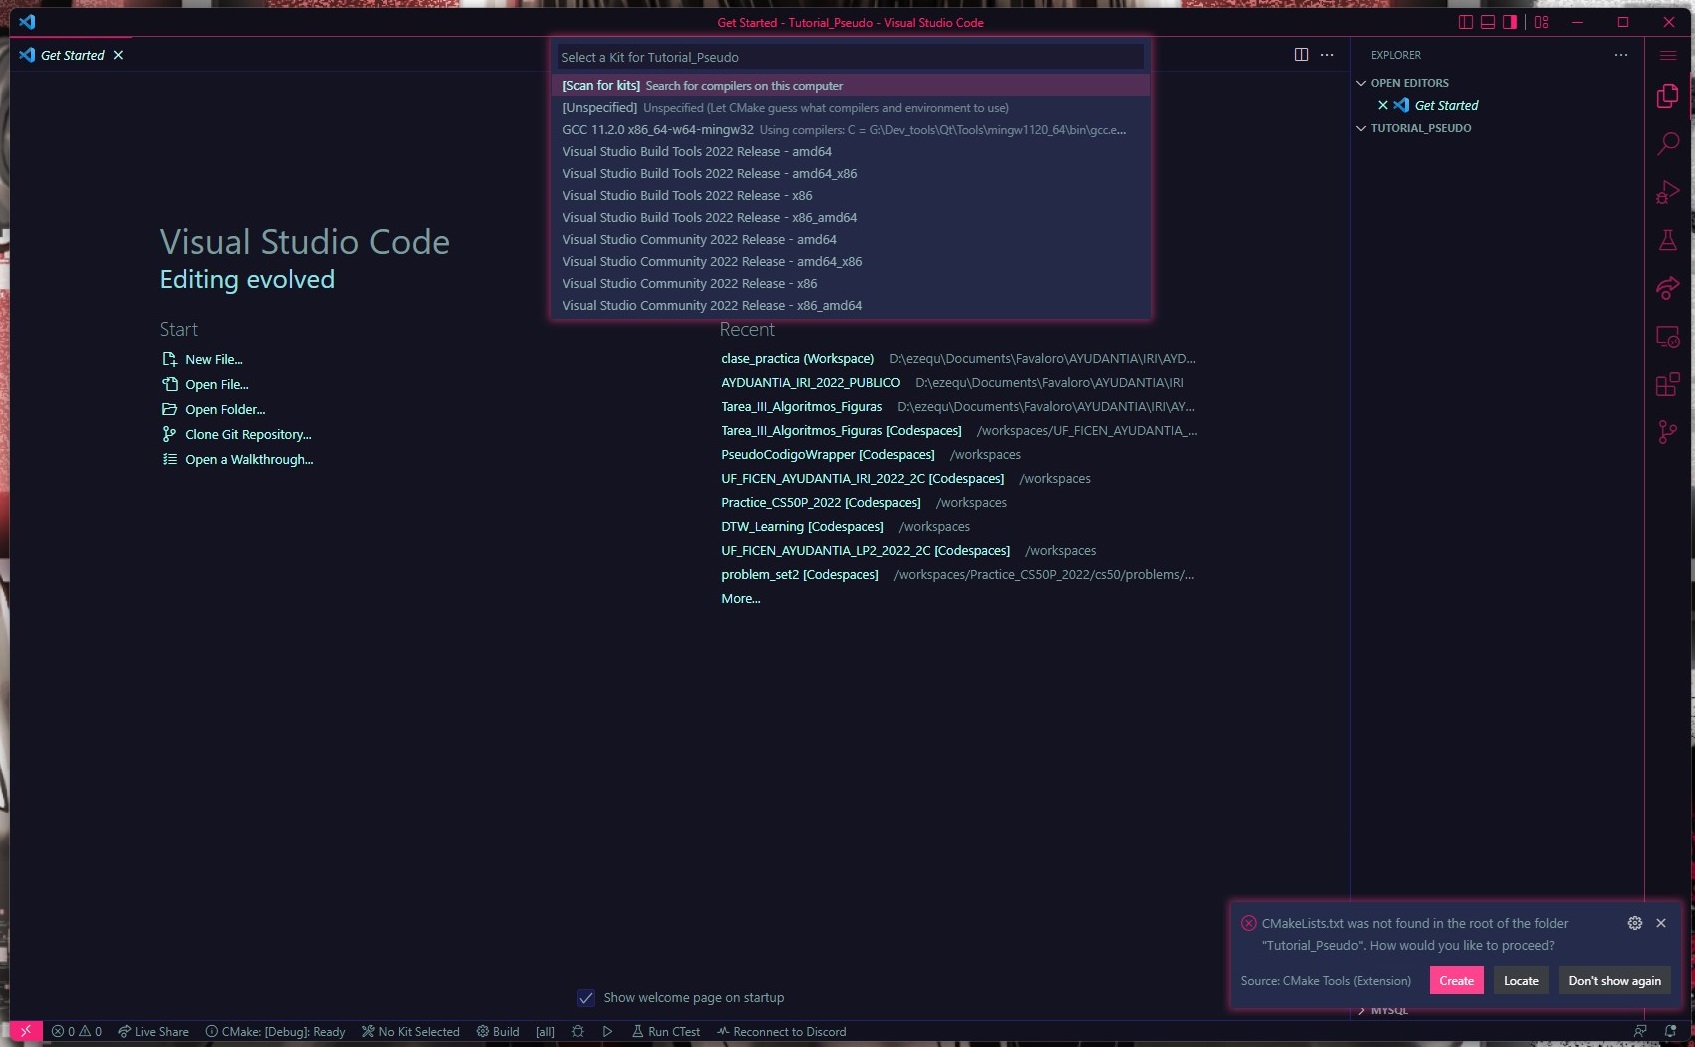 Get Started - Tutorial_Pseudo - Visual Studio Code
Get Started
Select a Kit for Tutorial_Pseudo
[Scan for kits] Search for compilers on this computer
[Unspecified] Unspecified (Let CMake guess what compilers and environment to use)
GCC 11.2.0 x86_64-w64-mingw32 Using compilers: C = G:\Dev_tools\Qt\Tools\mingw1120_64\bin\gcc.e...
Visual Studio Build Tools 2022 Release - amd64
Visual Studio Build Tools 2022 Release - amd64_x86
Visual Studio Build Tools 2022 Release - x86
Visual Studio Build Tools 2022 Release - x86_amd64
Visual Studio Community 2022 Release - amd64
Visual Studio Community 2022 Release - amd64_x86
Visual Studio Community 2022 Release - x86
Visual Studio Community 2022 Release - x86_amd64
Visual Studio Code
Editing evolved
Start
New File...
Open File...
Open Folder...
Clone Git Repository...
Open a Walkthrough...
Recent
clase_practica (Workspace) D:\ezequ\Documents\Favaloro\AYUDANTIA\IRI\AYD...
AYDUANTIA_IRI_2022_PUBLICO D:\ezequ\Documents\Favaloro\AYUDANTIA\IRI
Tarea_III_Algoritmos_Figuras D:\ezequ\Documents\Favaloro\AYUDANTIA\IRI\AY...
Tarea_III_Algoritmos_Figuras [Codespaces] /workspaces/UF_FICEN_AYUDANTIA_...
PseudoCodigoWrapper [Codespaces] /workspaces
UF_FICEN_AYUDANTIA_IRI_2022_2C [Codespaces] /workspaces
Practice_CS50P_2022 [Codespaces] /workspaces
DTW_Learning [Codespaces] /workspaces
UF_FICEN_AYUDANTIA_LP2_2022_2C [Codespaces] /workspaces
problem_set2 [Codespaces] /workspaces/Practice_CS50P_2022/cs50/problems/...
More...
Show welcome page on startup
EXPLORER
OPEN EDITORS
Get Started
TUTORIAL_PSEUDO
CMakeLists.txt was not found in the root of the folder
"Tutorial_Pseudo". How would you like to proceed?
Source: CMake Tools (Extension) Create Locate Don't show again
MYSQL
0 0 Live Share CMake: [Debug]: Ready No Kit Selected Build [all] Run CTest Reconnect to Discord